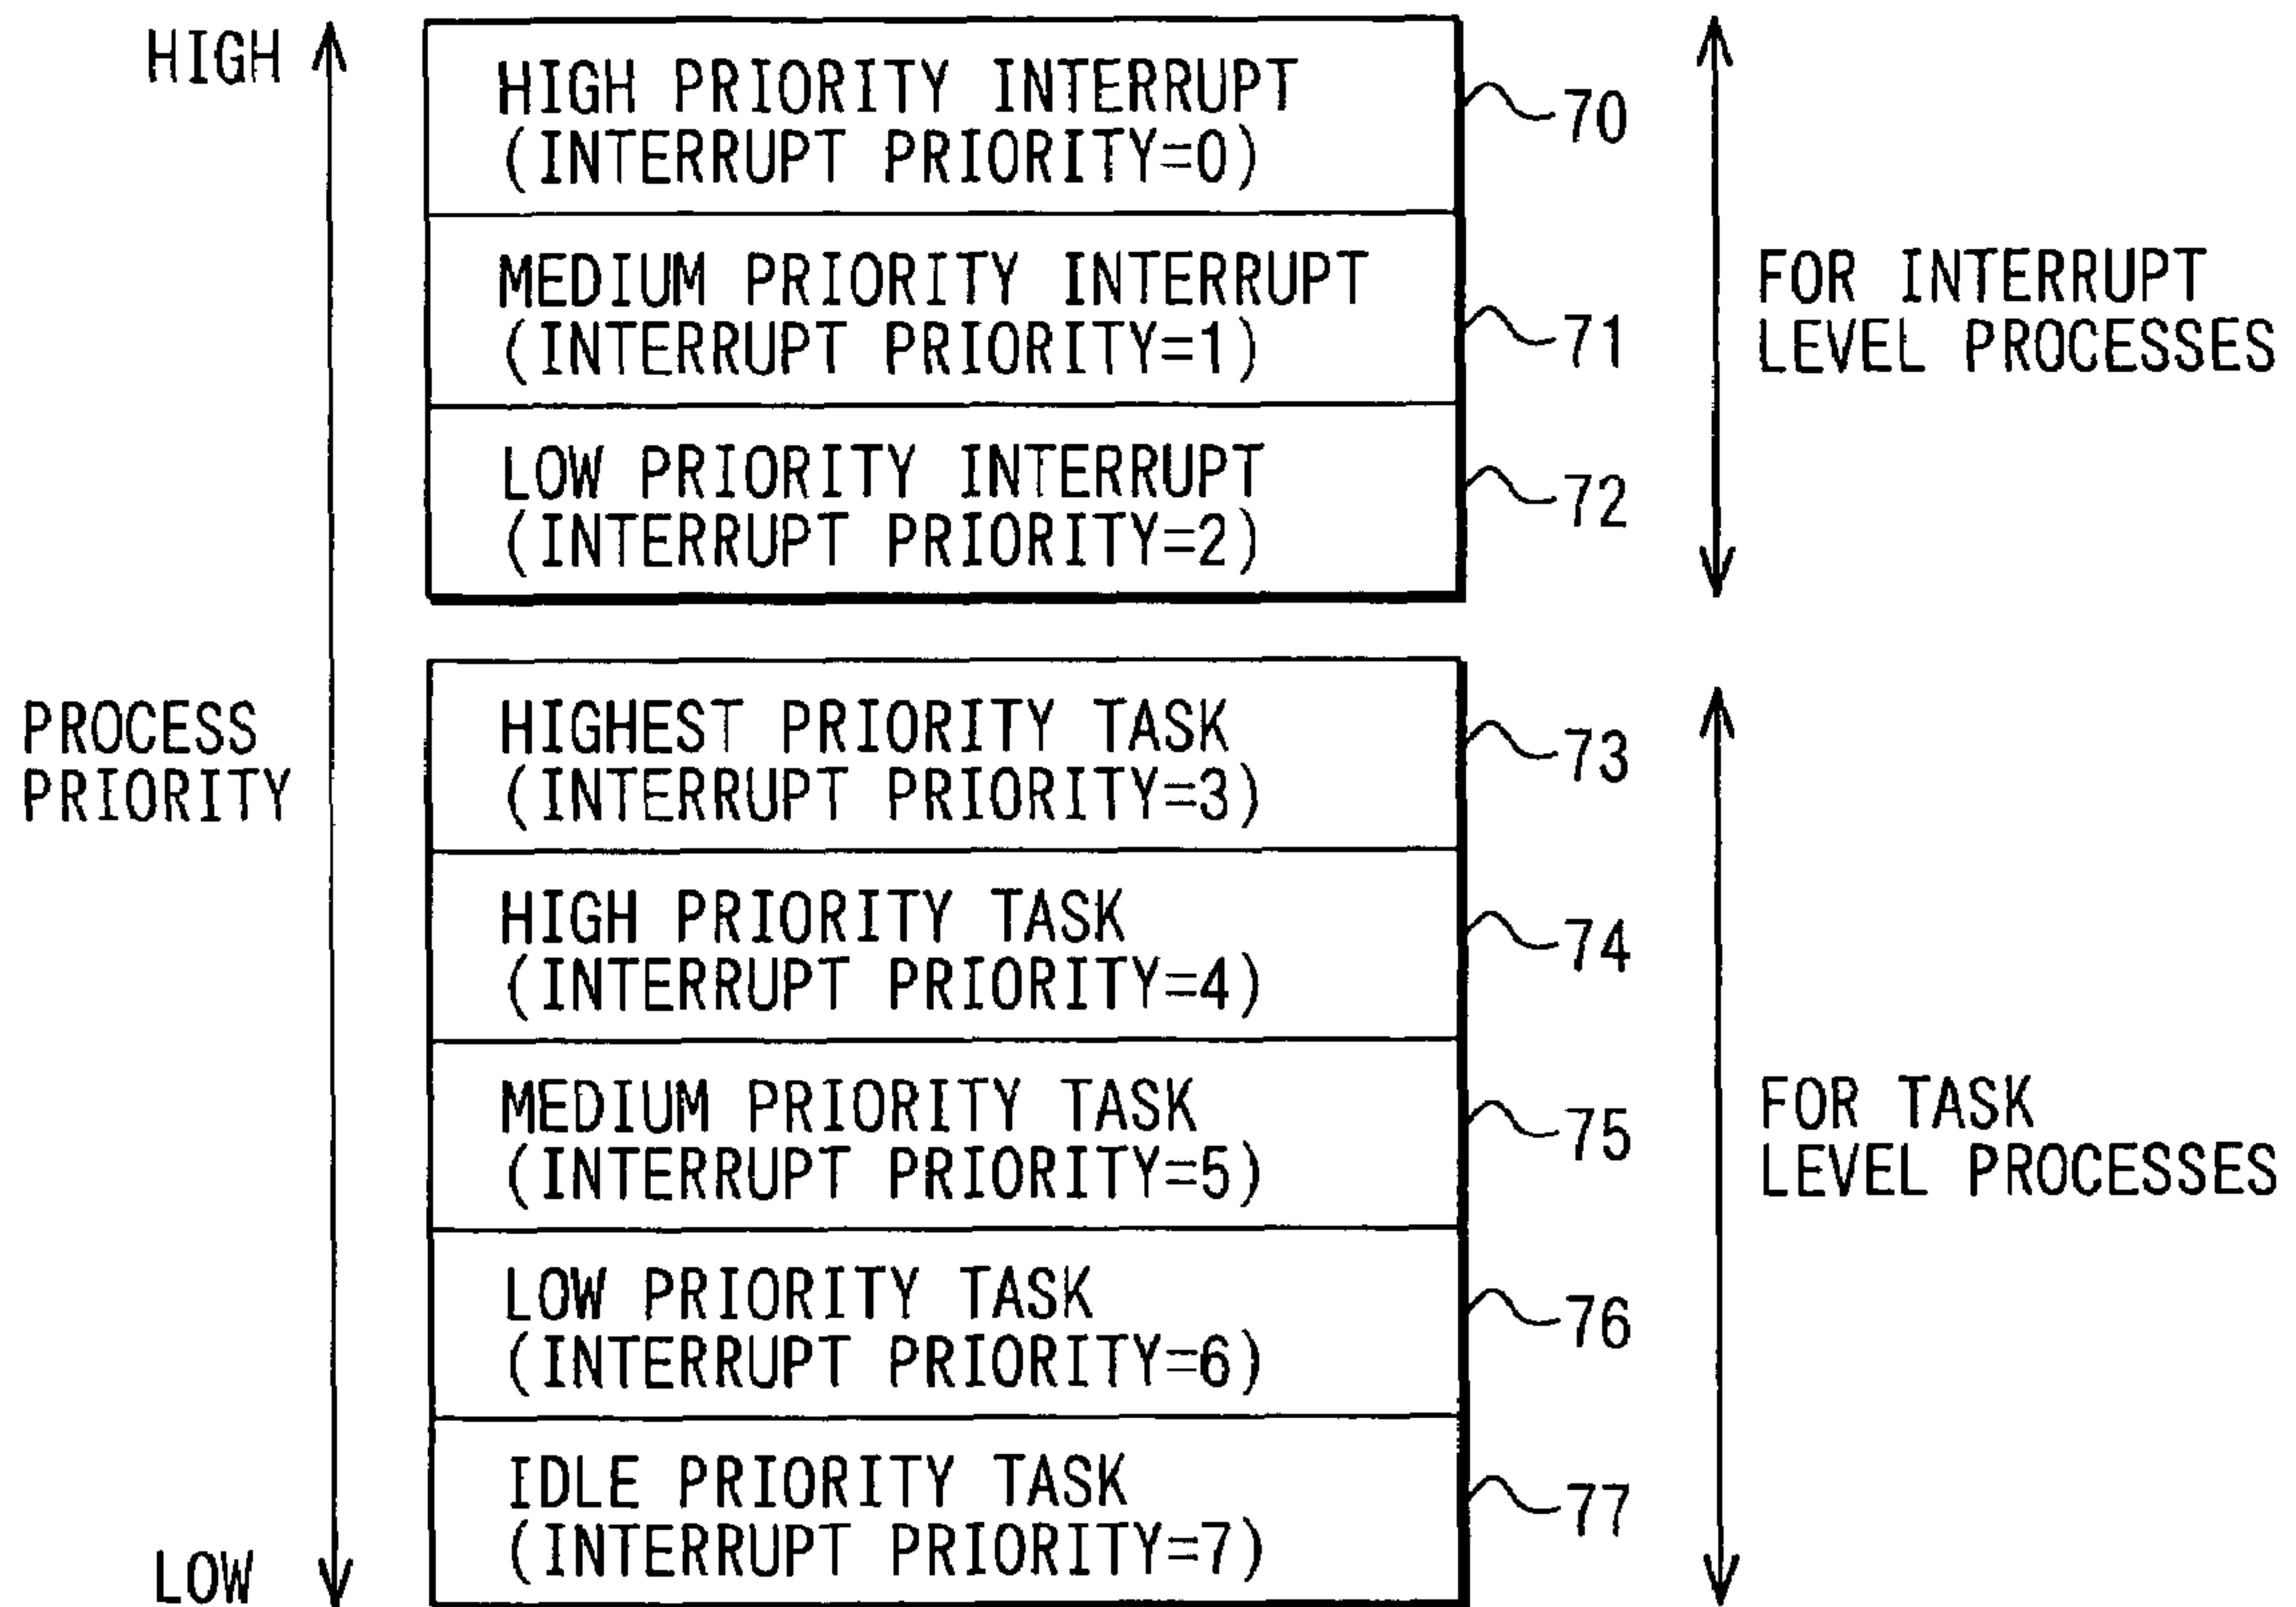 HIGH
HIGH PRIORITY INTERRUPT
(INTERRUPT PRIORITY=0)
70
MEDIUM PRIORITY INTERRUPT
(INTERRUPT PRIORITY=1)
71
FOR INTERRUPT
LEVEL PROCESSES
LOW PRIORITY INTERRUPT
(INTERRUPT PRIORITY=2)
72
PROCESS
PRIORITY
HIGHEST PRIORITY TASK
(INTERRUPT PRIORITY=3)
73
HIGH PRIORITY TASK
(INTERRUPT PRIORITY=4)
74
MEDIUM PRIORITY TASK
(INTERRUPT PRIORITY=5)
75
FOR TASK
LEVEL PROCESSES
LOW PRIORITY TASK
(INTERRUPT PRIORITY=6)
76
IDLE PRIORITY TASK
(INTERRUPT PRIORITY=7)
77
LOW